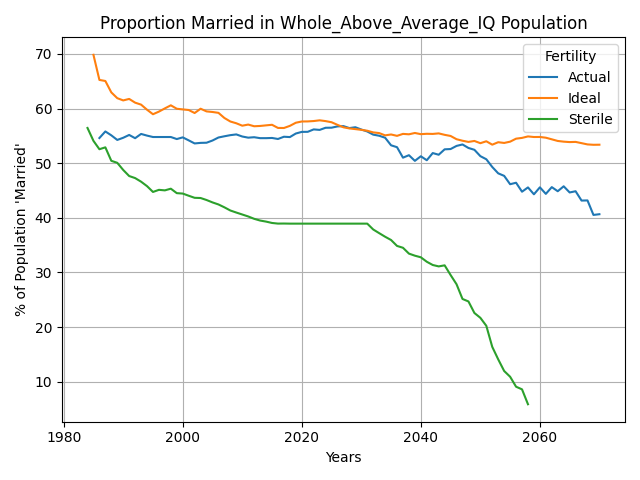 Proportion Married in Whole_Above_Average_IQ Population
% of Population 'Married'
70
60
50
40
30
20
10
Fertility
Actual
Ideal
Sterile
1980
2000
2020
2040
2060
Years